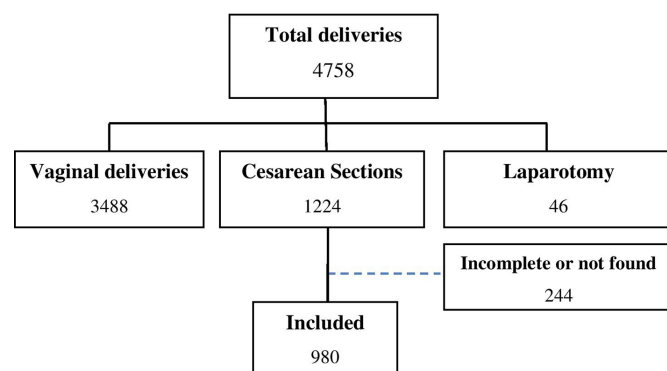 Total deliveries
4758
Vaginal deliveries
3488
Cesarean Sections
1224
Laparotomy
46
Incomplete or not found
244
Included
980